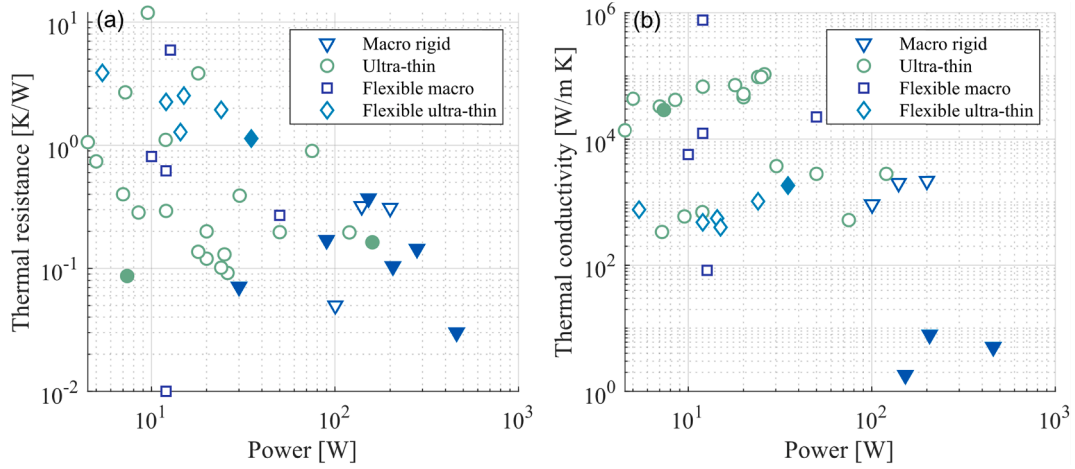 (a)
Thermal resistance [K/W]
10^1
10^0
10^-1
10^-2
10^1
10^2
10^3
Power [W]
Macro rigid
Ultra-thin
Flexible macro
Flexible ultra-thin
(b)
Thermal conductivity [W/m K]
10^6
10^4
10^2
10^0
10^1
10^2
10^3
Power [W]
Macro rigid
Ultra-thin
Flexible macro
Flexible ultra-thin